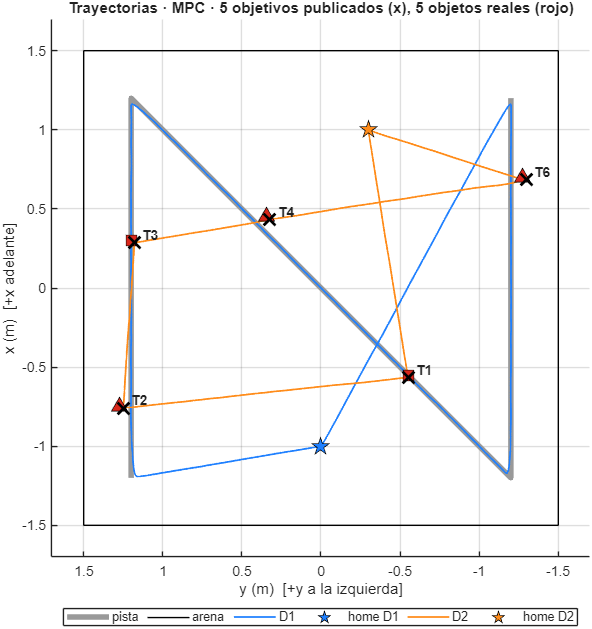 Trayectorias · MPC · 5 objetivos publicados (x), 5 objetos reales (rojo)
1.5
1
0.5
0
-0.5
-1
-1.5
x (m) [+x adelante]
T6
T4
T3
T1
T2
1.5 1 0.5 0 -0.5 -1 -1.5
y (m) [+y a la izquierda]
pista arena D1 home D1 D2 home D2